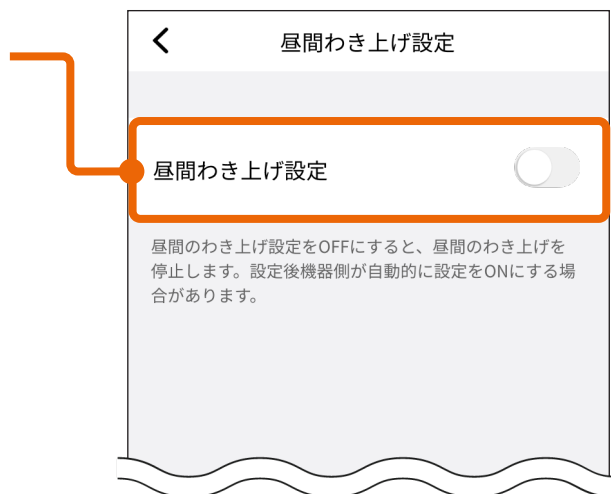 昼間わき上げ設定
昼間わき上げ設定
昼間のわき上げ設定をOFFにすると、昼間のわき上げを
停止します。設定後機器側が自動的に設定をONにする場
合があります。